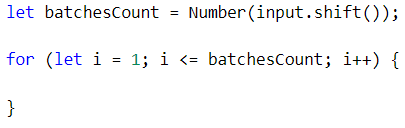 let batchesCount = Number(input.shift());
for (let i = 1; i <= batchesCount; i++) {
}